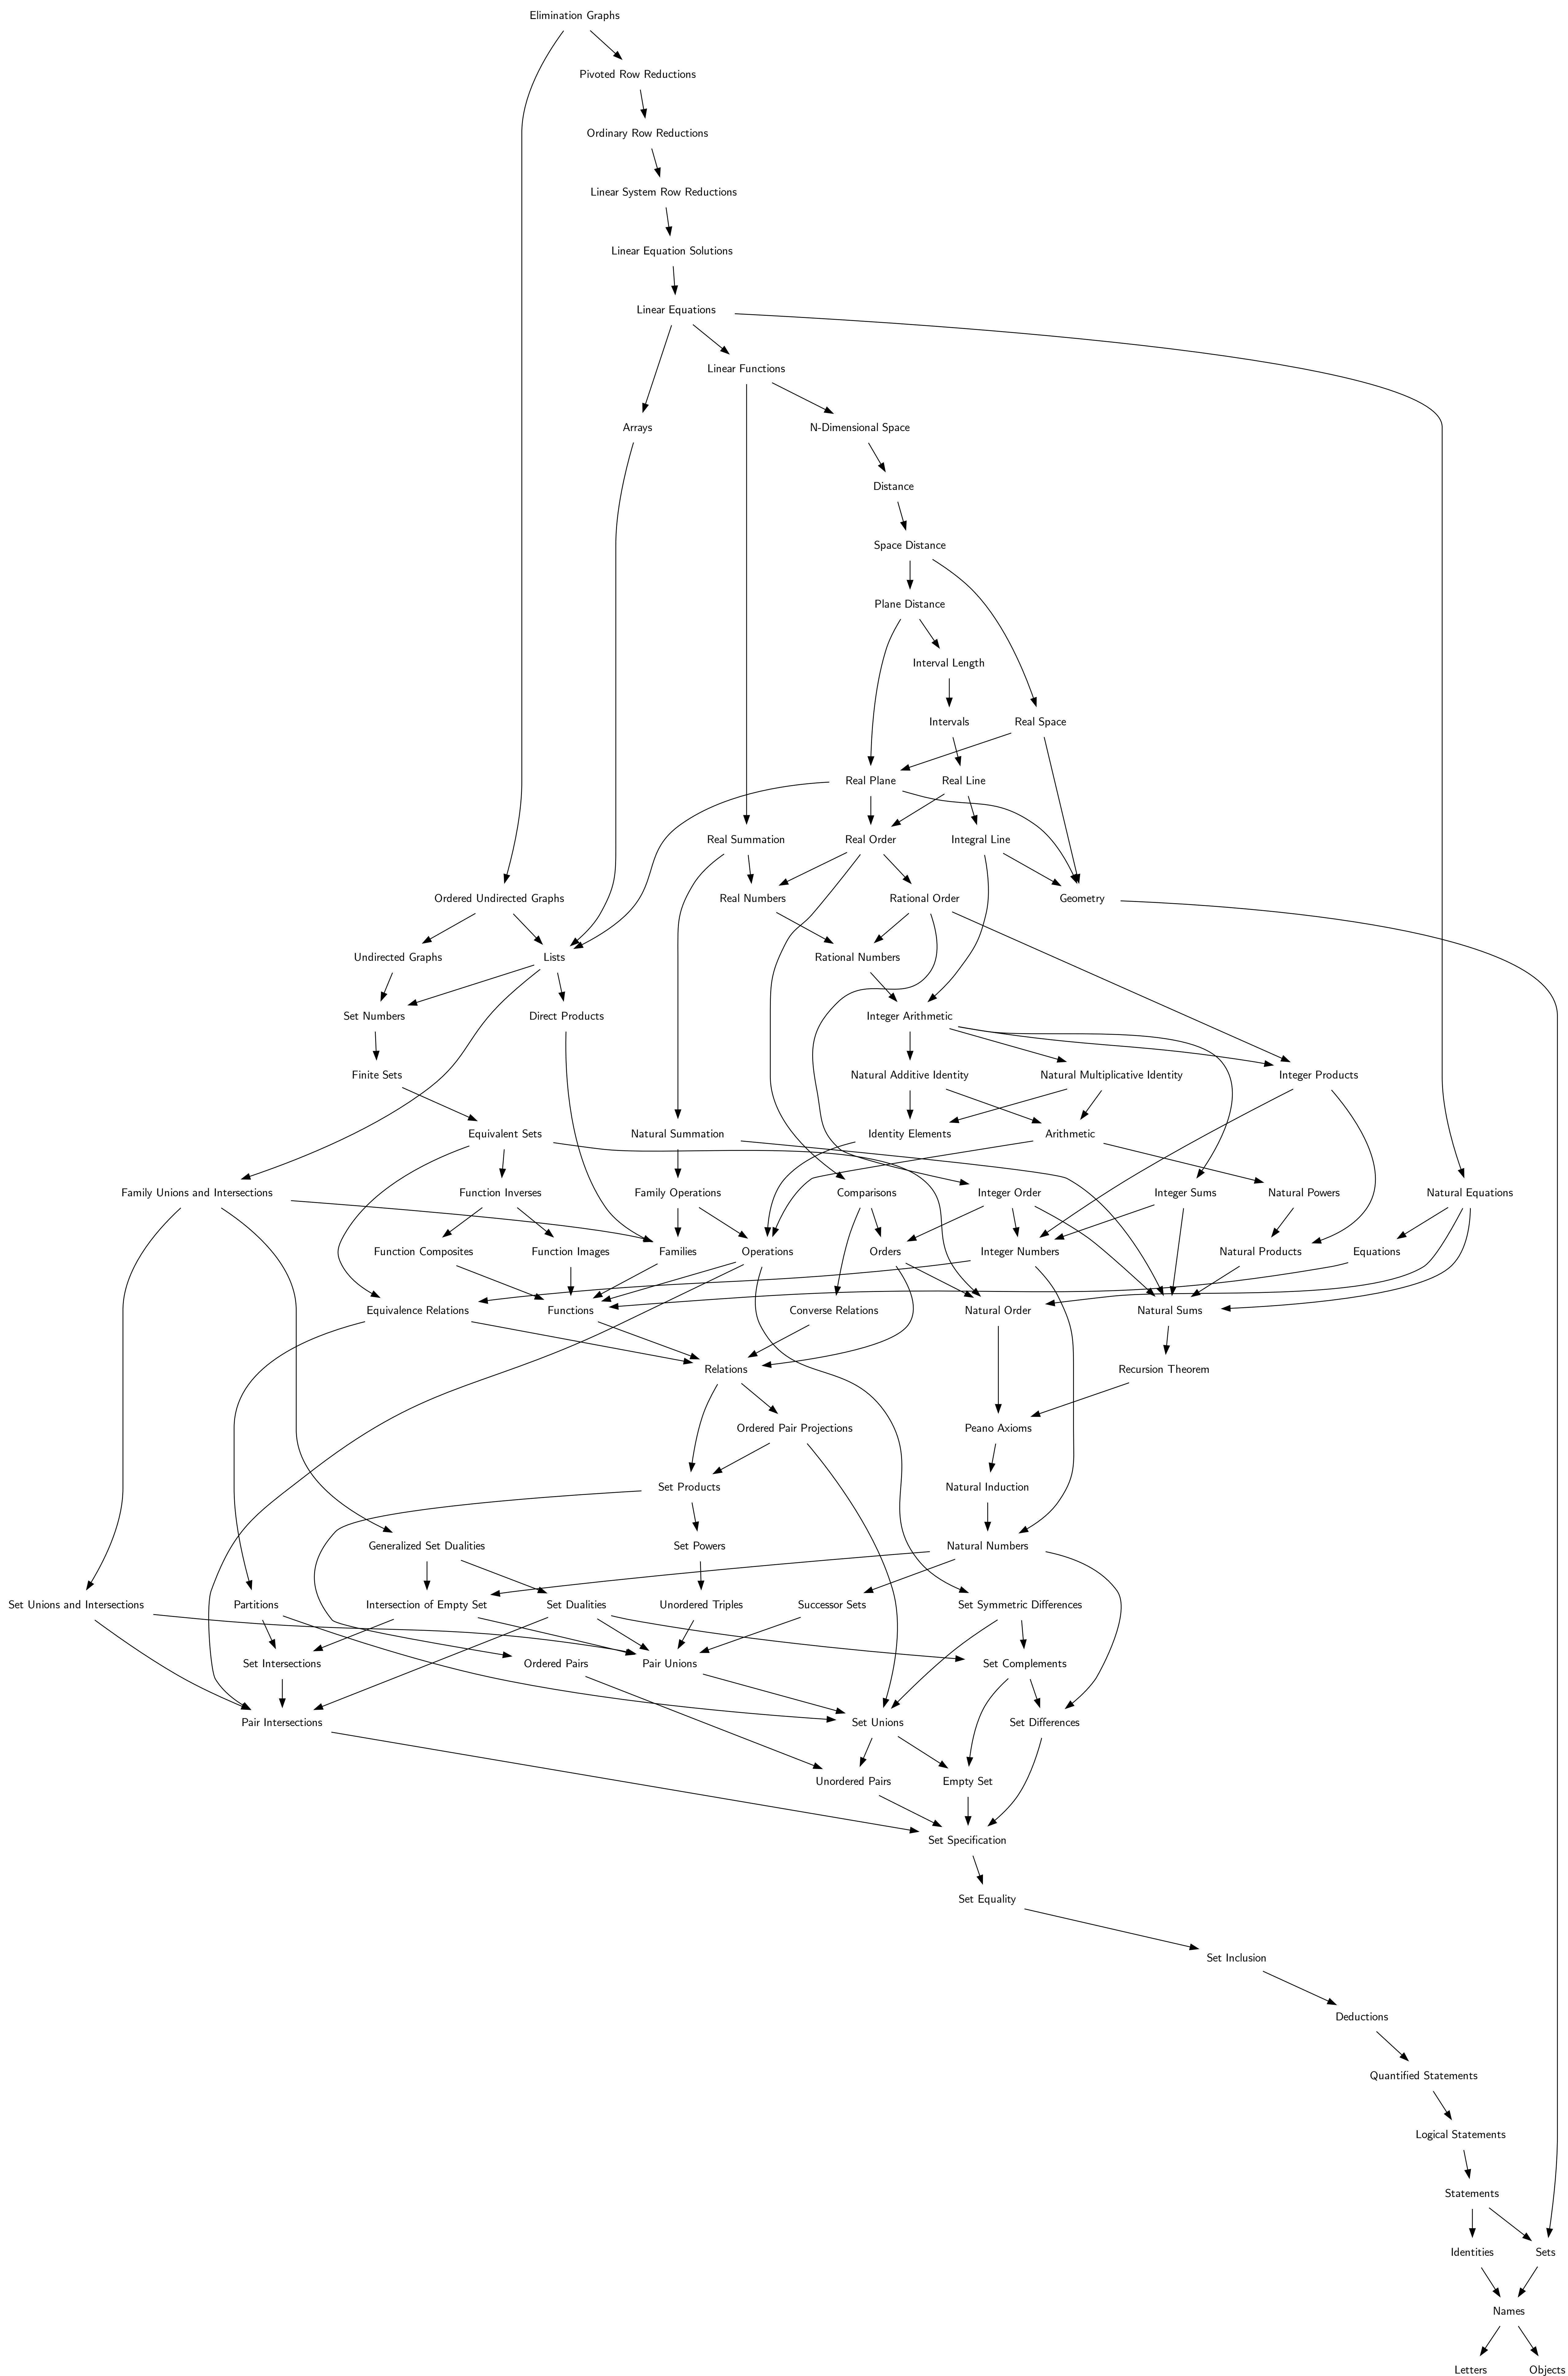 Elimination Graphs
Pivoted Row Reductions
Ordinary Row Reductions
Linear System Row Reductions
Linear Equation Solutions
Linear Equations
Linear Functions
Arrays
N-Dimensional Space
Distance
Space Distance
Plane Distance
Interval Length
Intervals
Real Space
Real Plane
Real Line
Real Summation
Real Order
Integral Line
Ordered Undirected Graphs
Real Numbers
Rational Order
Geometry
Undirected Graphs
Lists
Rational Numbers
Set Numbers
Direct Products
Integer Arithmetic
Finite Sets
Natural Additive Identity
Natural Multiplicative Identity
Integer Products
Equivalent Sets
Natural Summation
Identity Elements
Arithmetic
Family Unions and Intersections
Function Inverses
Family Operations
Comparisons
Integer Order
Integer Sums
Natural Powers
Natural Equations
Function Composites
Function Images
Families
Operations
Orders
Integer Numbers
Natural Products
Equations
Equivalence Relations
Functions
Converse Relations
Natural Order
Natural Sums
Relations
Recursion Theorem
Ordered Pair Projections
Peano Axioms
Set Products
Natural Induction
Generalized Set Dualities
Set Powers
Natural Numbers
Set Unions and Intersections
Partitions
Intersection of Empty Set
Set Dualities
Unordered Triples
Successor Sets
Set Symmetric Differences
Set Intersections
Ordered Pairs
Pair Unions
Set Complements
Pair Intersections
Set Unions
Set Differences
Unordered Pairs
Empty Set
Set Specification
Set Equality
Set Inclusion
Deductions
Quantified Statements
Logical Statements
Statements
Identities
Sets
Names
Letters
Objects